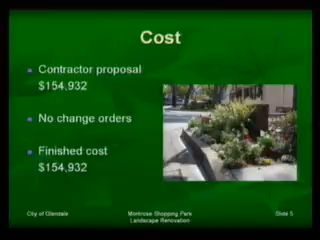 Cost
Contractor proposal
$154,932
No change orders
Finished cost
$154,932
City of Glendale
Montrose Shopping Park
Landscape Renovation
Slide 5